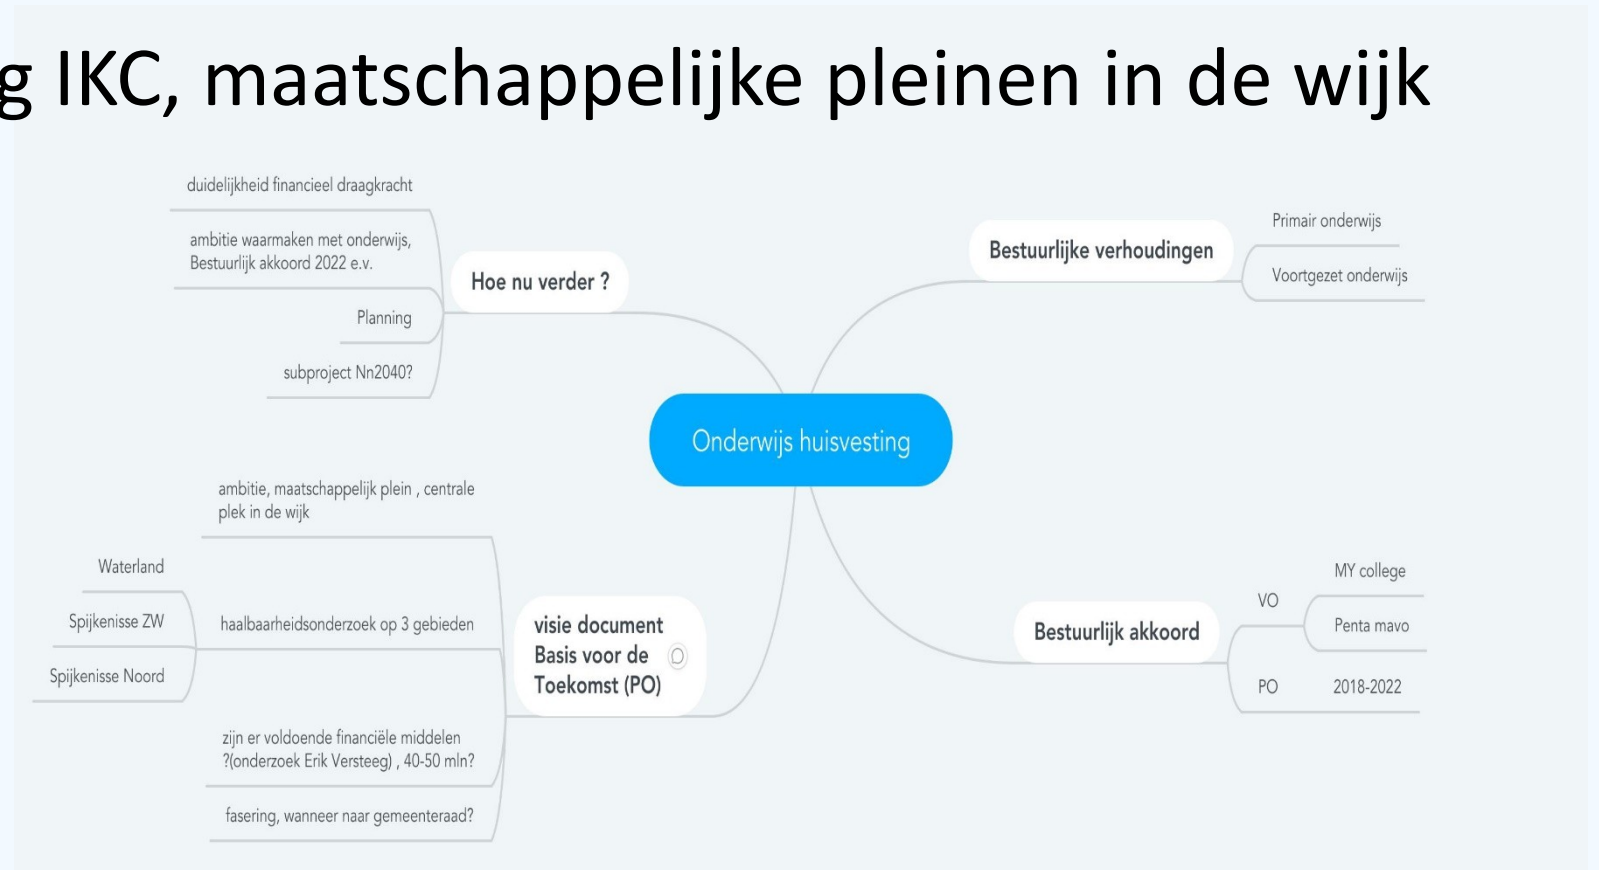 g IKC, maatschappelijke pleinen in de wijk
duidelijkheid financieel draagkracht
ambitie waarmaken met onderwijs,
Bestuurlijk akkoord 2022 e.v.
Planning
subproject Nn2040?
Hoe nu verder ?
Bestuurlijke verhoudingen
Primair onderwijs
Voortgezet onderwijs
Onderwijs huisvesting
ambitie, maatschappelijk plein , centrale
plek in de wijk
Waterland
Spijkenisse ZW
Spijkenisse Noord
haalbaarheidsonderzoek op 3 gebieden
zijn er voldoende financiële middelen
?(onderzoek Erik Versteeg) , 40-50 mln?
fasering, wanneer naar gemeenteraad?
visie document
Basis voor de
Toekomst (PO)
Bestuurlijk akkoord
VO
MY college
Penta mavo
PO
2018-2022